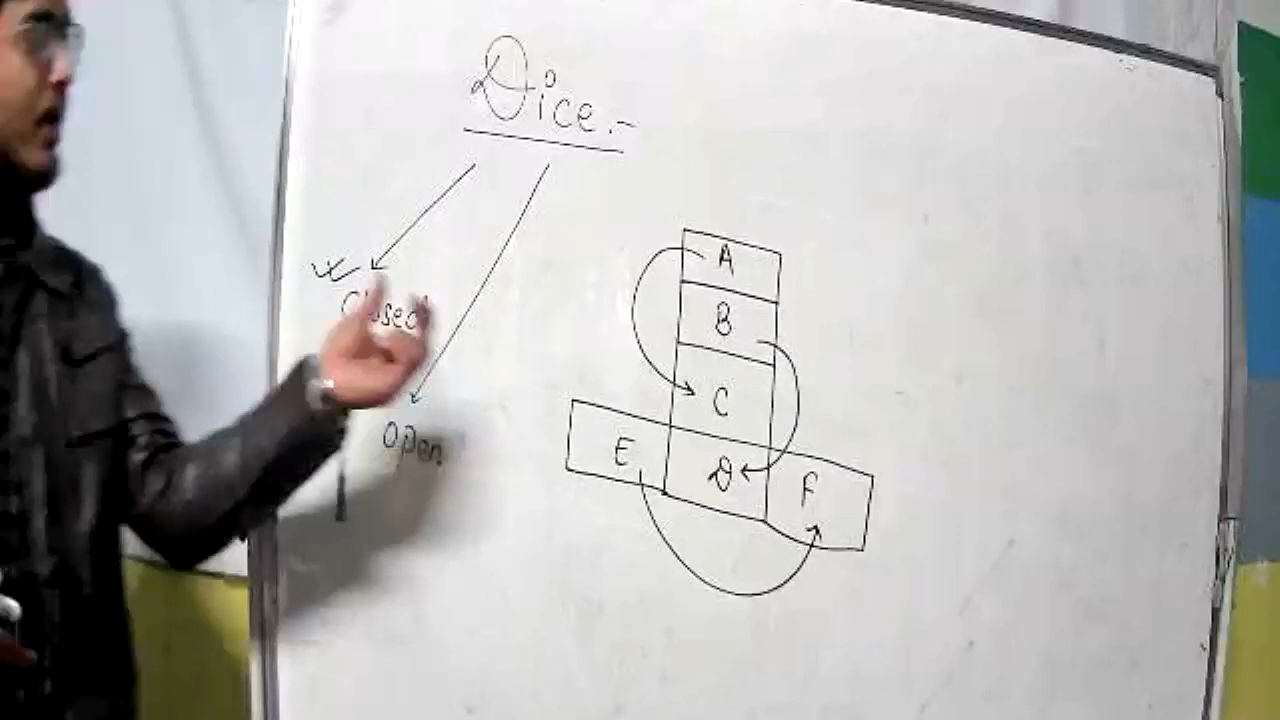 Dice :-
Closed
open
A
B
C
E D F